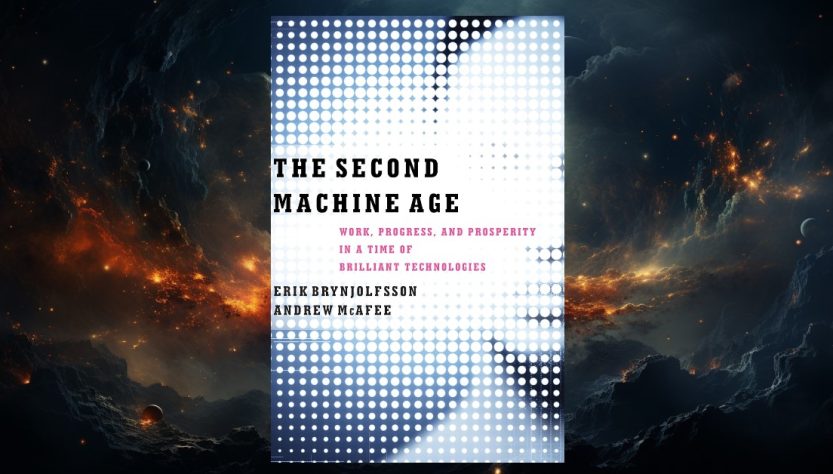 THE SECOND
MACHINE AGE
WORK, PROGRESS, AND PROSPERITY
IN A TIME OF
BRILLIANT TECHNOLOGIES
ERIK BRYNJOLFSSON
ANDREW McAFEE